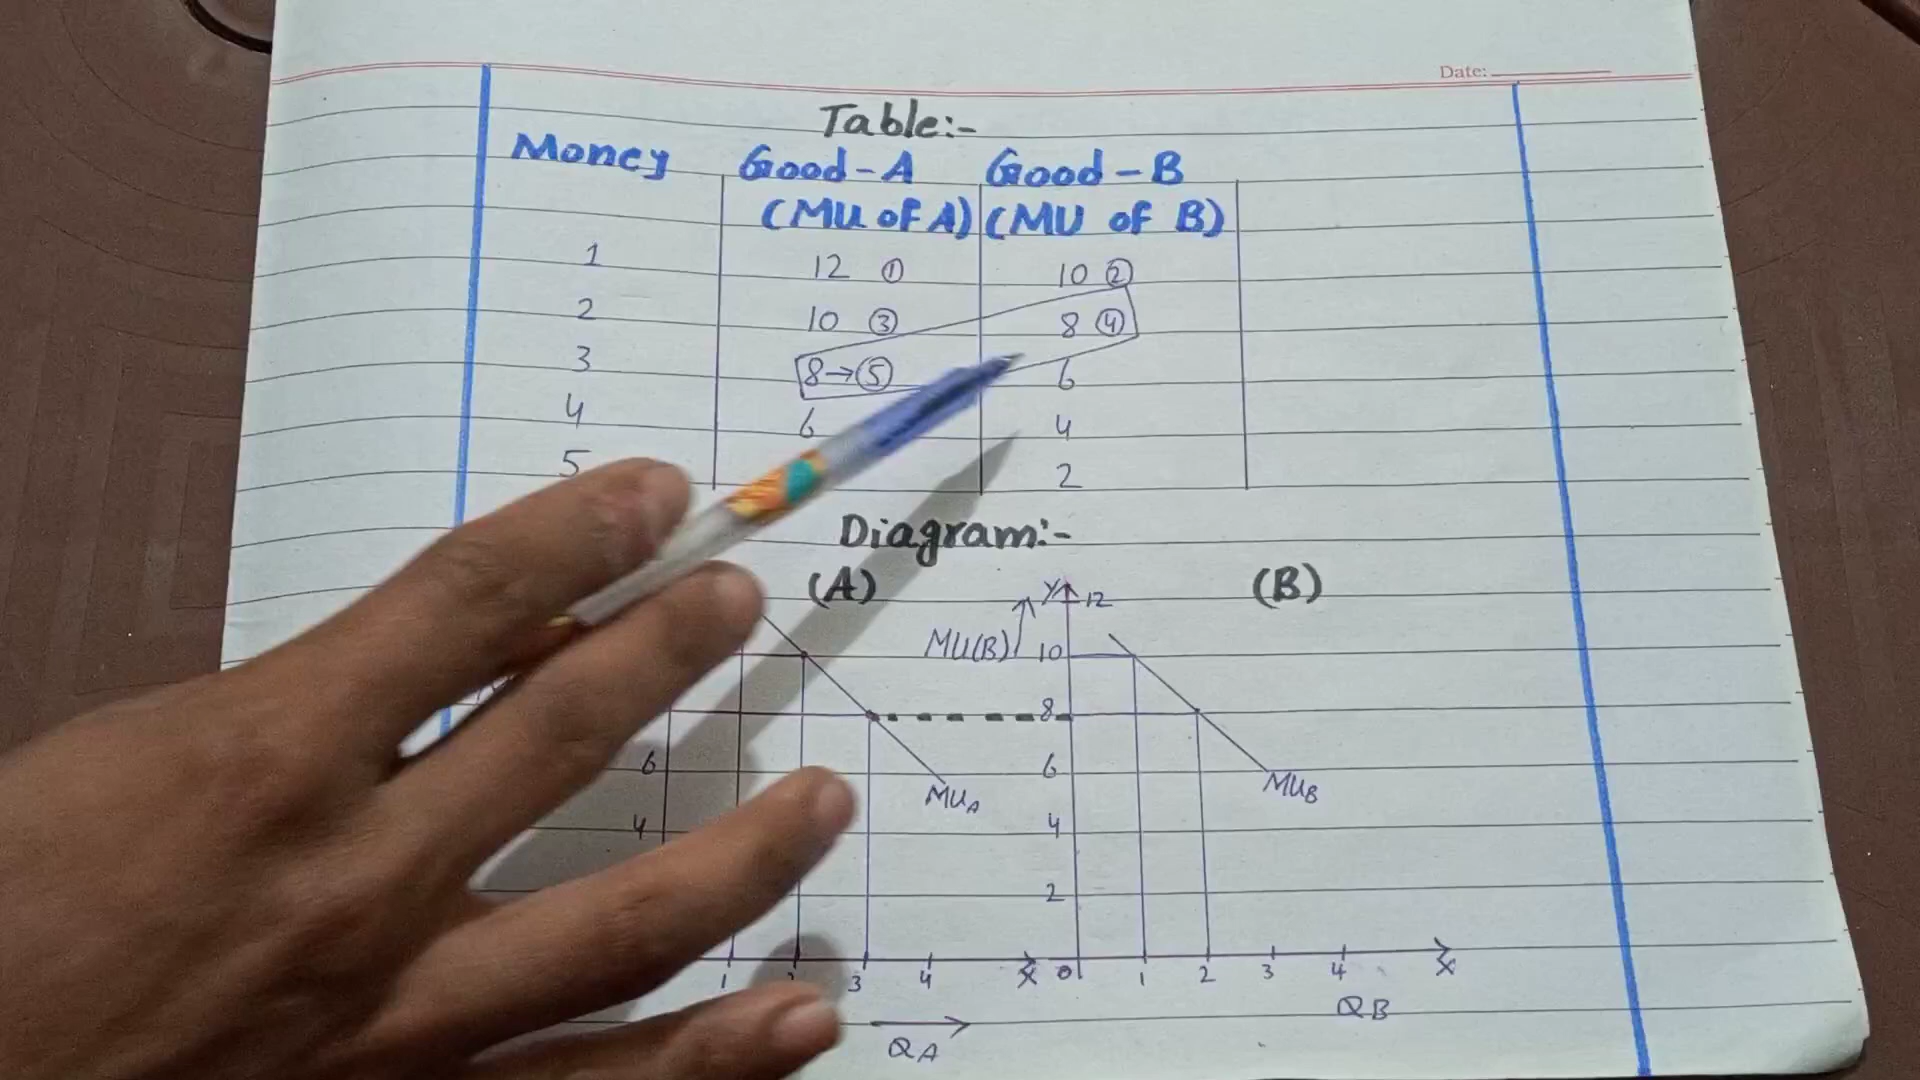 Date:
Table:-
Money Good-A Good-B
(MU of A) (MU of B)
1 12 ① 10 ②
2 10 ③ 8 ④
3 8→⑤ 6
4 6 4
5 2
Diagram:-
(A) Y 12 (B)
MU(B) 10
8
6 6
MUA MUB
4 4
2
1 2 3 4 X 0 1 2 3 4 X
QB
QA